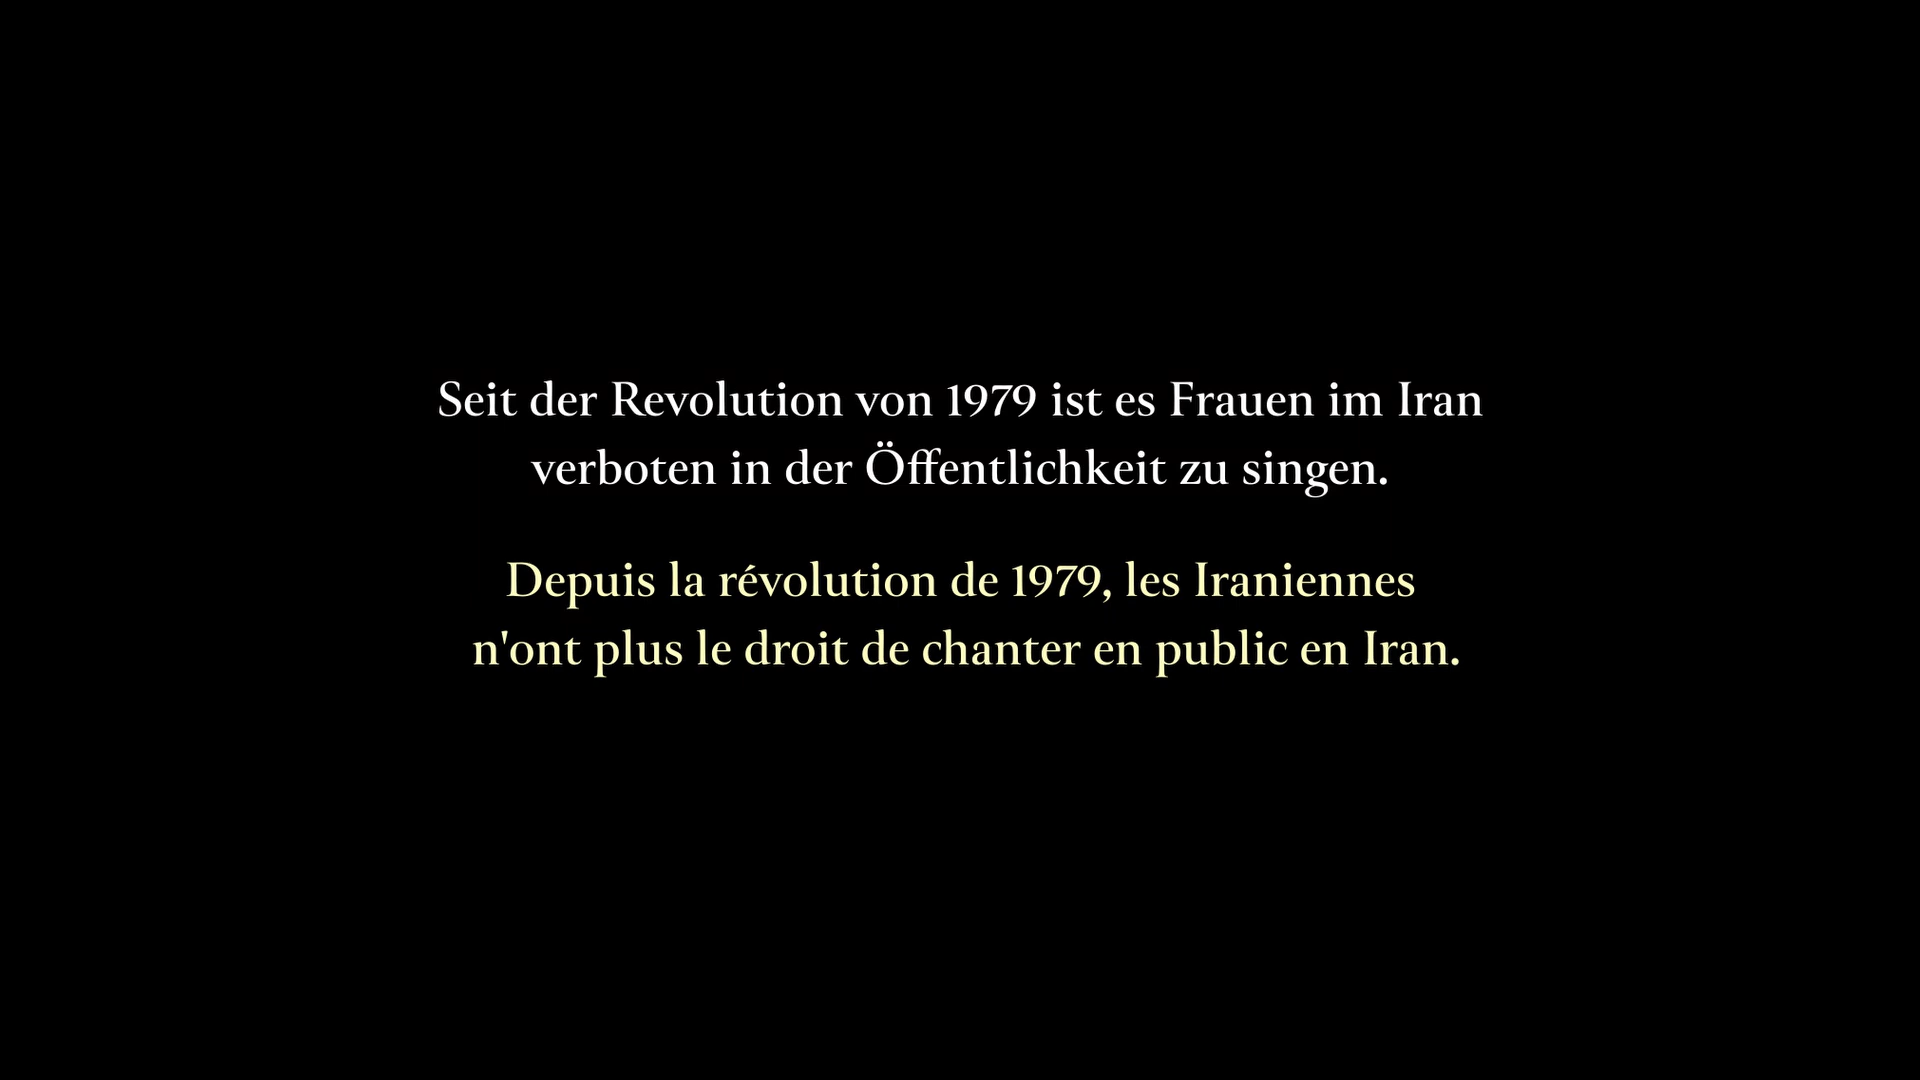 Seit der Revolution von 1979 ist es Frauen im Iran
verboten in der Öffentlichkeit zu singen.
Depuis la révolution de 1979, les Iraniennes
n'ont plus le droit de chanter en public en Iran.